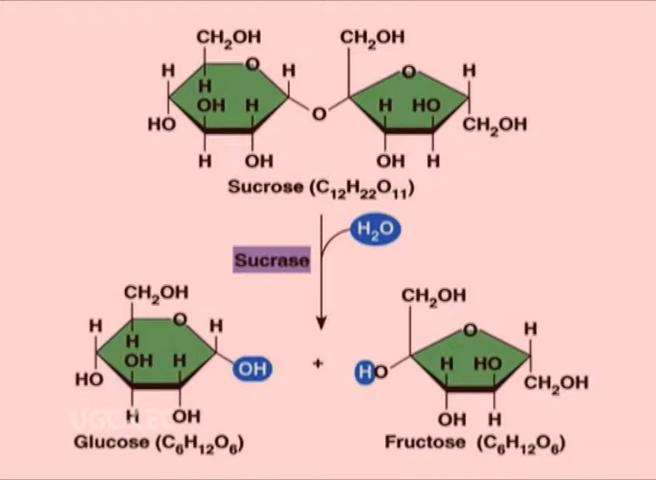 CH₂OH CH₂OH
H O H O H
H
OH H H HO
HO O CH₂OH
H OH OH H
Sucrose (C₁₂H₂₂O₁₁)
H₂O
Sucrase
CH₂OH CH₂OH
H O H O H
H
OH H OH + HO H HO
HO CH₂OH
H OH OH H
Glucose (C₆H₁₂O₆) Fructose (C₆H₁₂O₆)